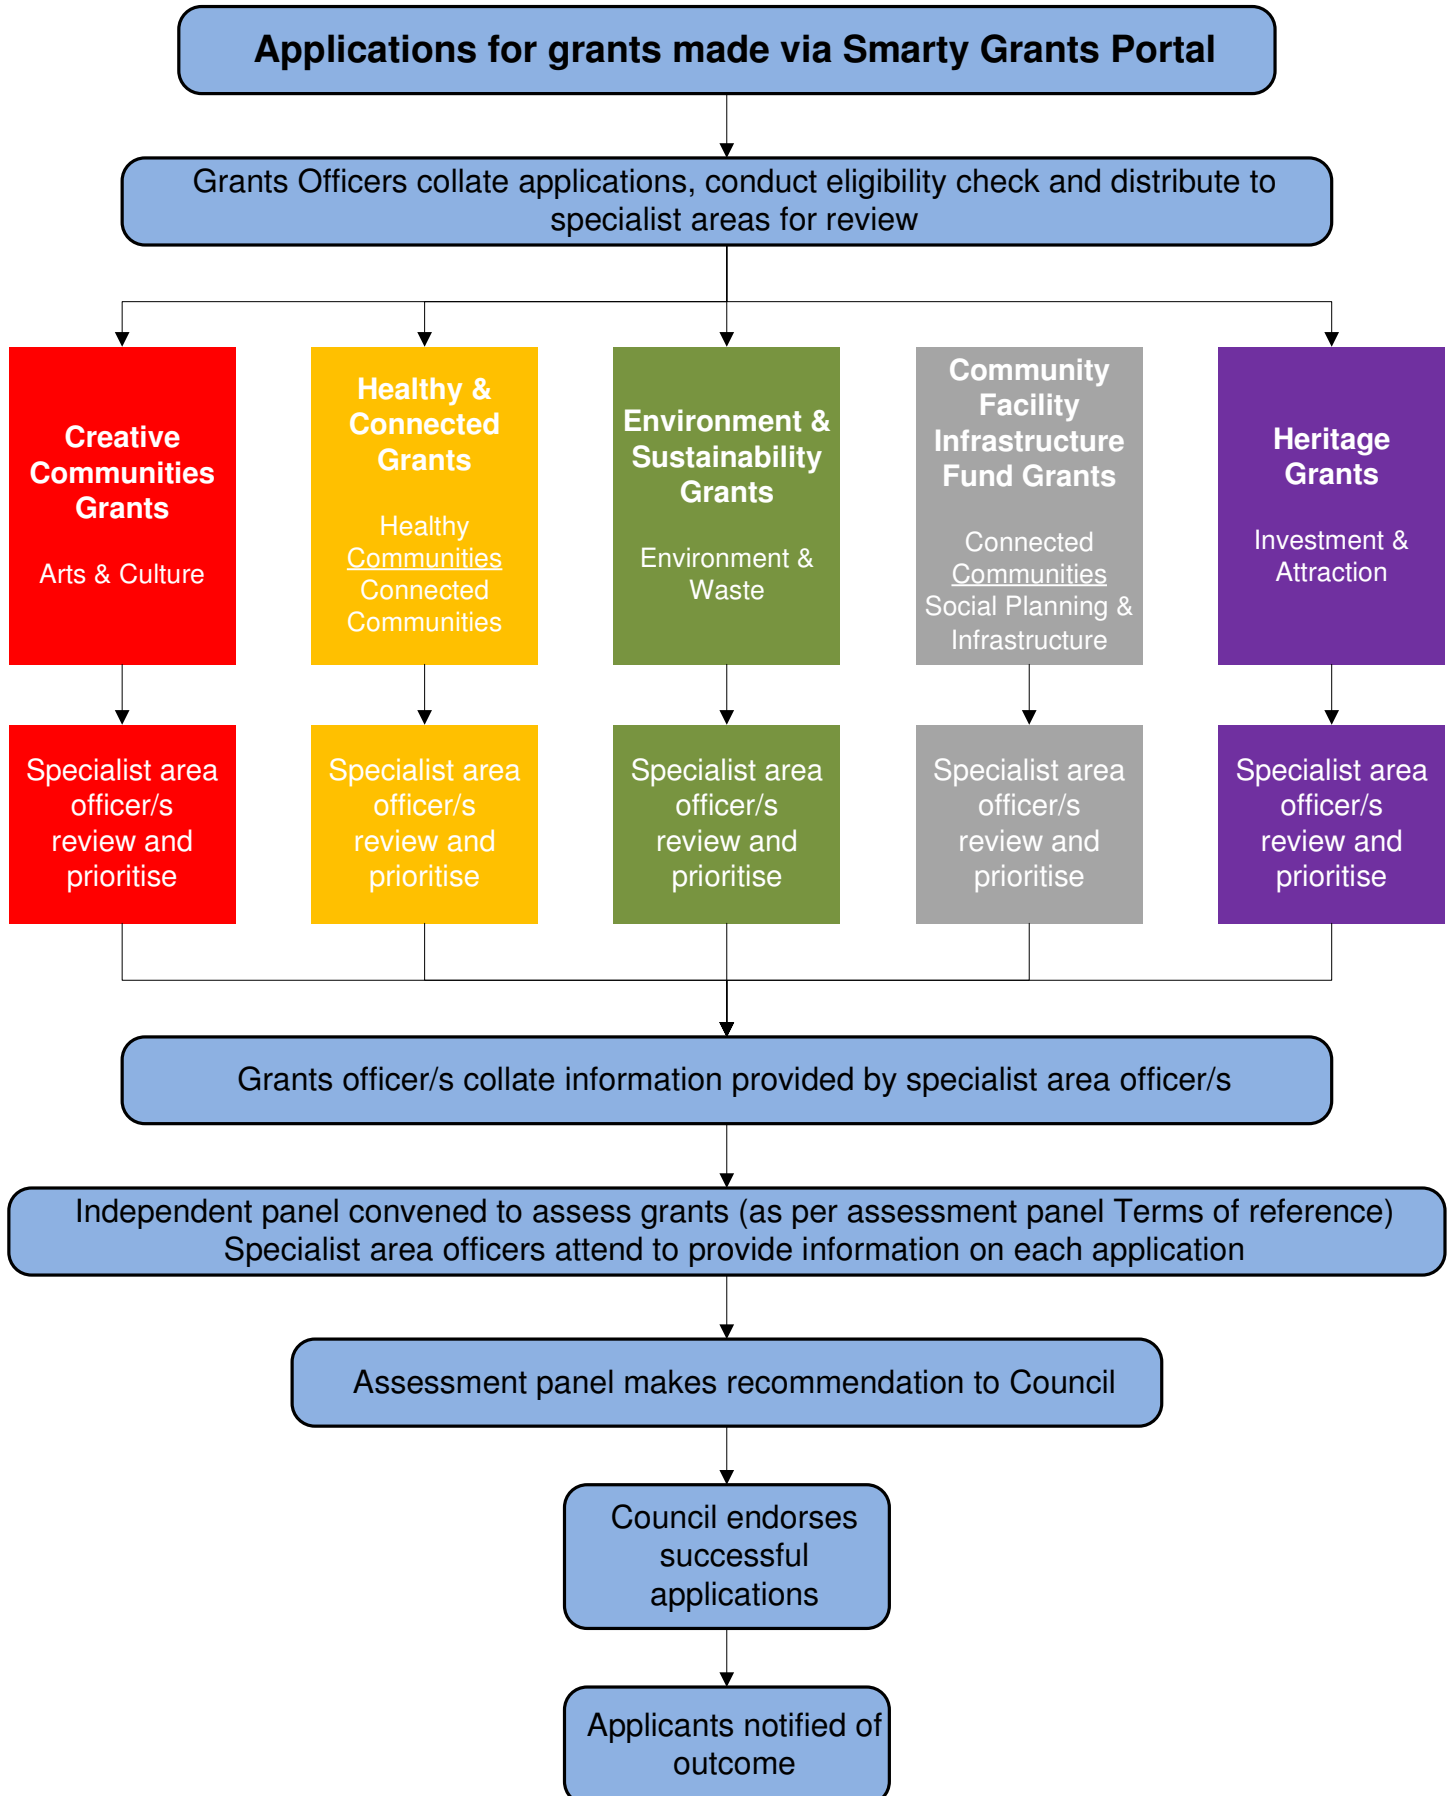 Applications for grants made via Smarty Grants Portal
Grants Officers collate applications, conduct eligibility check and distribute to
specialist areas for review
Creative
Communities
Grants
Arts & Culture
Healthy &
Connected
Grants
Healthy
Communities
Connected
Communities
Environment &
Sustainability
Grants
Environment &
Waste
Community
Facility
Infrastructure
Fund Grants
Connected
Communities
Social Planning &
Infrastructure
Heritage
Grants
Investment &
Attraction
Specialist area
officer/s
review and
prioritise
Specialist area
officer/s
review and
prioritise
Specialist area
officer/s
review and
prioritise
Specialist area
officer/s
review and
prioritise
Specialist area
officer/s
review and
prioritise
Grants officer/s collate information provided by specialist area officer/s
Independent panel convened to assess grants (as per assessment panel Terms of reference)
Specialist area officers attend to provide information on each application
Assessment panel makes recommendation to Council
Council endorses
successful
applications
Applicants notified of
outcome